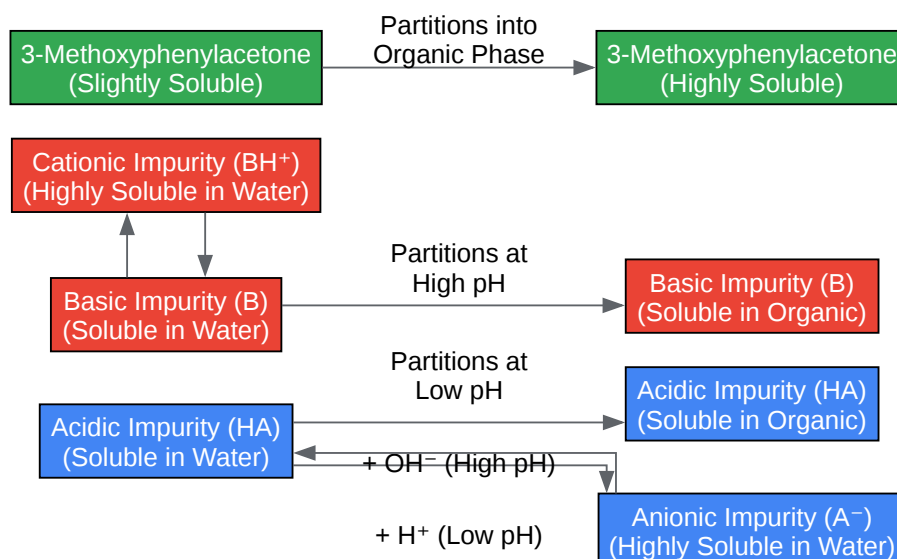 3-Methoxyphenylacetone
(Slightly Soluble)
Partitions into
Organic Phase
3-Methoxyphenylacetone
(Highly Soluble)
Cationic Impurity (BH⁺)
(Highly Soluble in Water)
Basic Impurity (B)
(Soluble in Water)
Partitions at
High pH
Basic Impurity (B)
(Soluble in Organic)
Partitions at
Low pH
Acidic Impurity (HA)
(Soluble in Organic)
Acidic Impurity (HA)
(Soluble in Water)
+ OH⁻ (High pH)
+ H⁺ (Low pH)
Anionic Impurity (A⁻)
(Highly Soluble in Water)